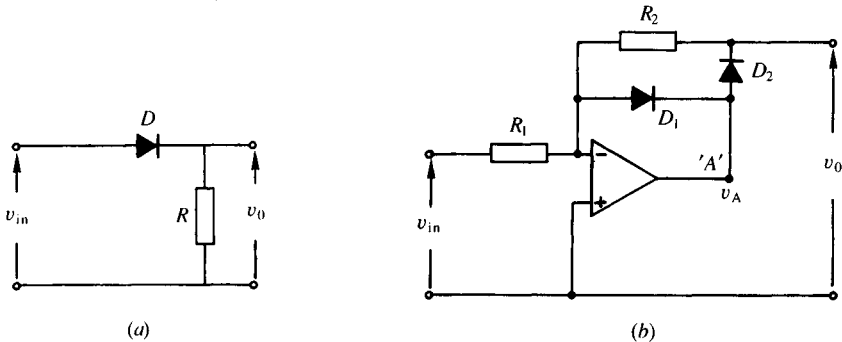 D
v_in
R
v_0
(a)
R_2
D_2
D_1
R_1
−
+
'A'
v_A
v_in
v_0
(b)